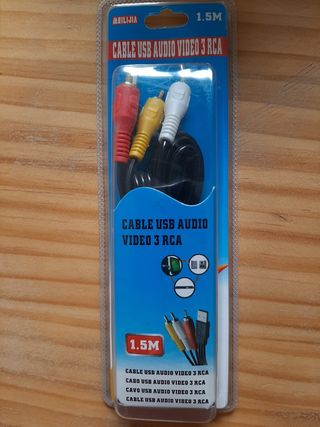 MEILIJIA
1.5M
CABLE USB AUDIO VIDEO 3 RCA
CABLE USB AUDIO
VIDEO 3 RCA
1.5M
CABLE USB AUDIO VIDEO 3 RCA
CABO USB AUDIO VIDEO 3 RCA
CAVO USB AUDIO VIDEO 3 RCA
CABLE USB AUDIO VIDEO 3 RCA